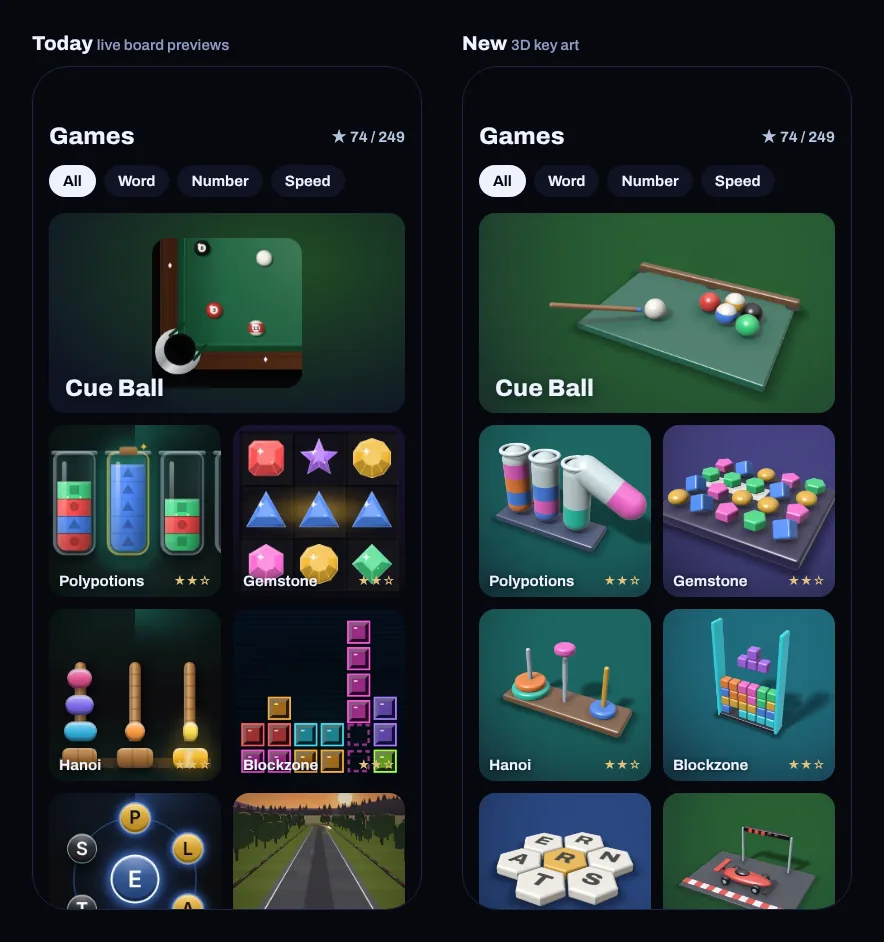 Today live board previews
Games
★ 74 / 249
All Word Number Speed
Cue Ball
Polypotions ★★☆
Gemstone ★★☆
Hanoi ★★☆
Blockzone ★★☆
P
S L
E
T A
New 3D key art
Games
★ 74 / 249
All Word Number Speed
Cue Ball
Polypotions ★★☆
Gemstone ★★☆
Hanoi ★★☆
Blockzone ★★☆
E R
A R N
T S